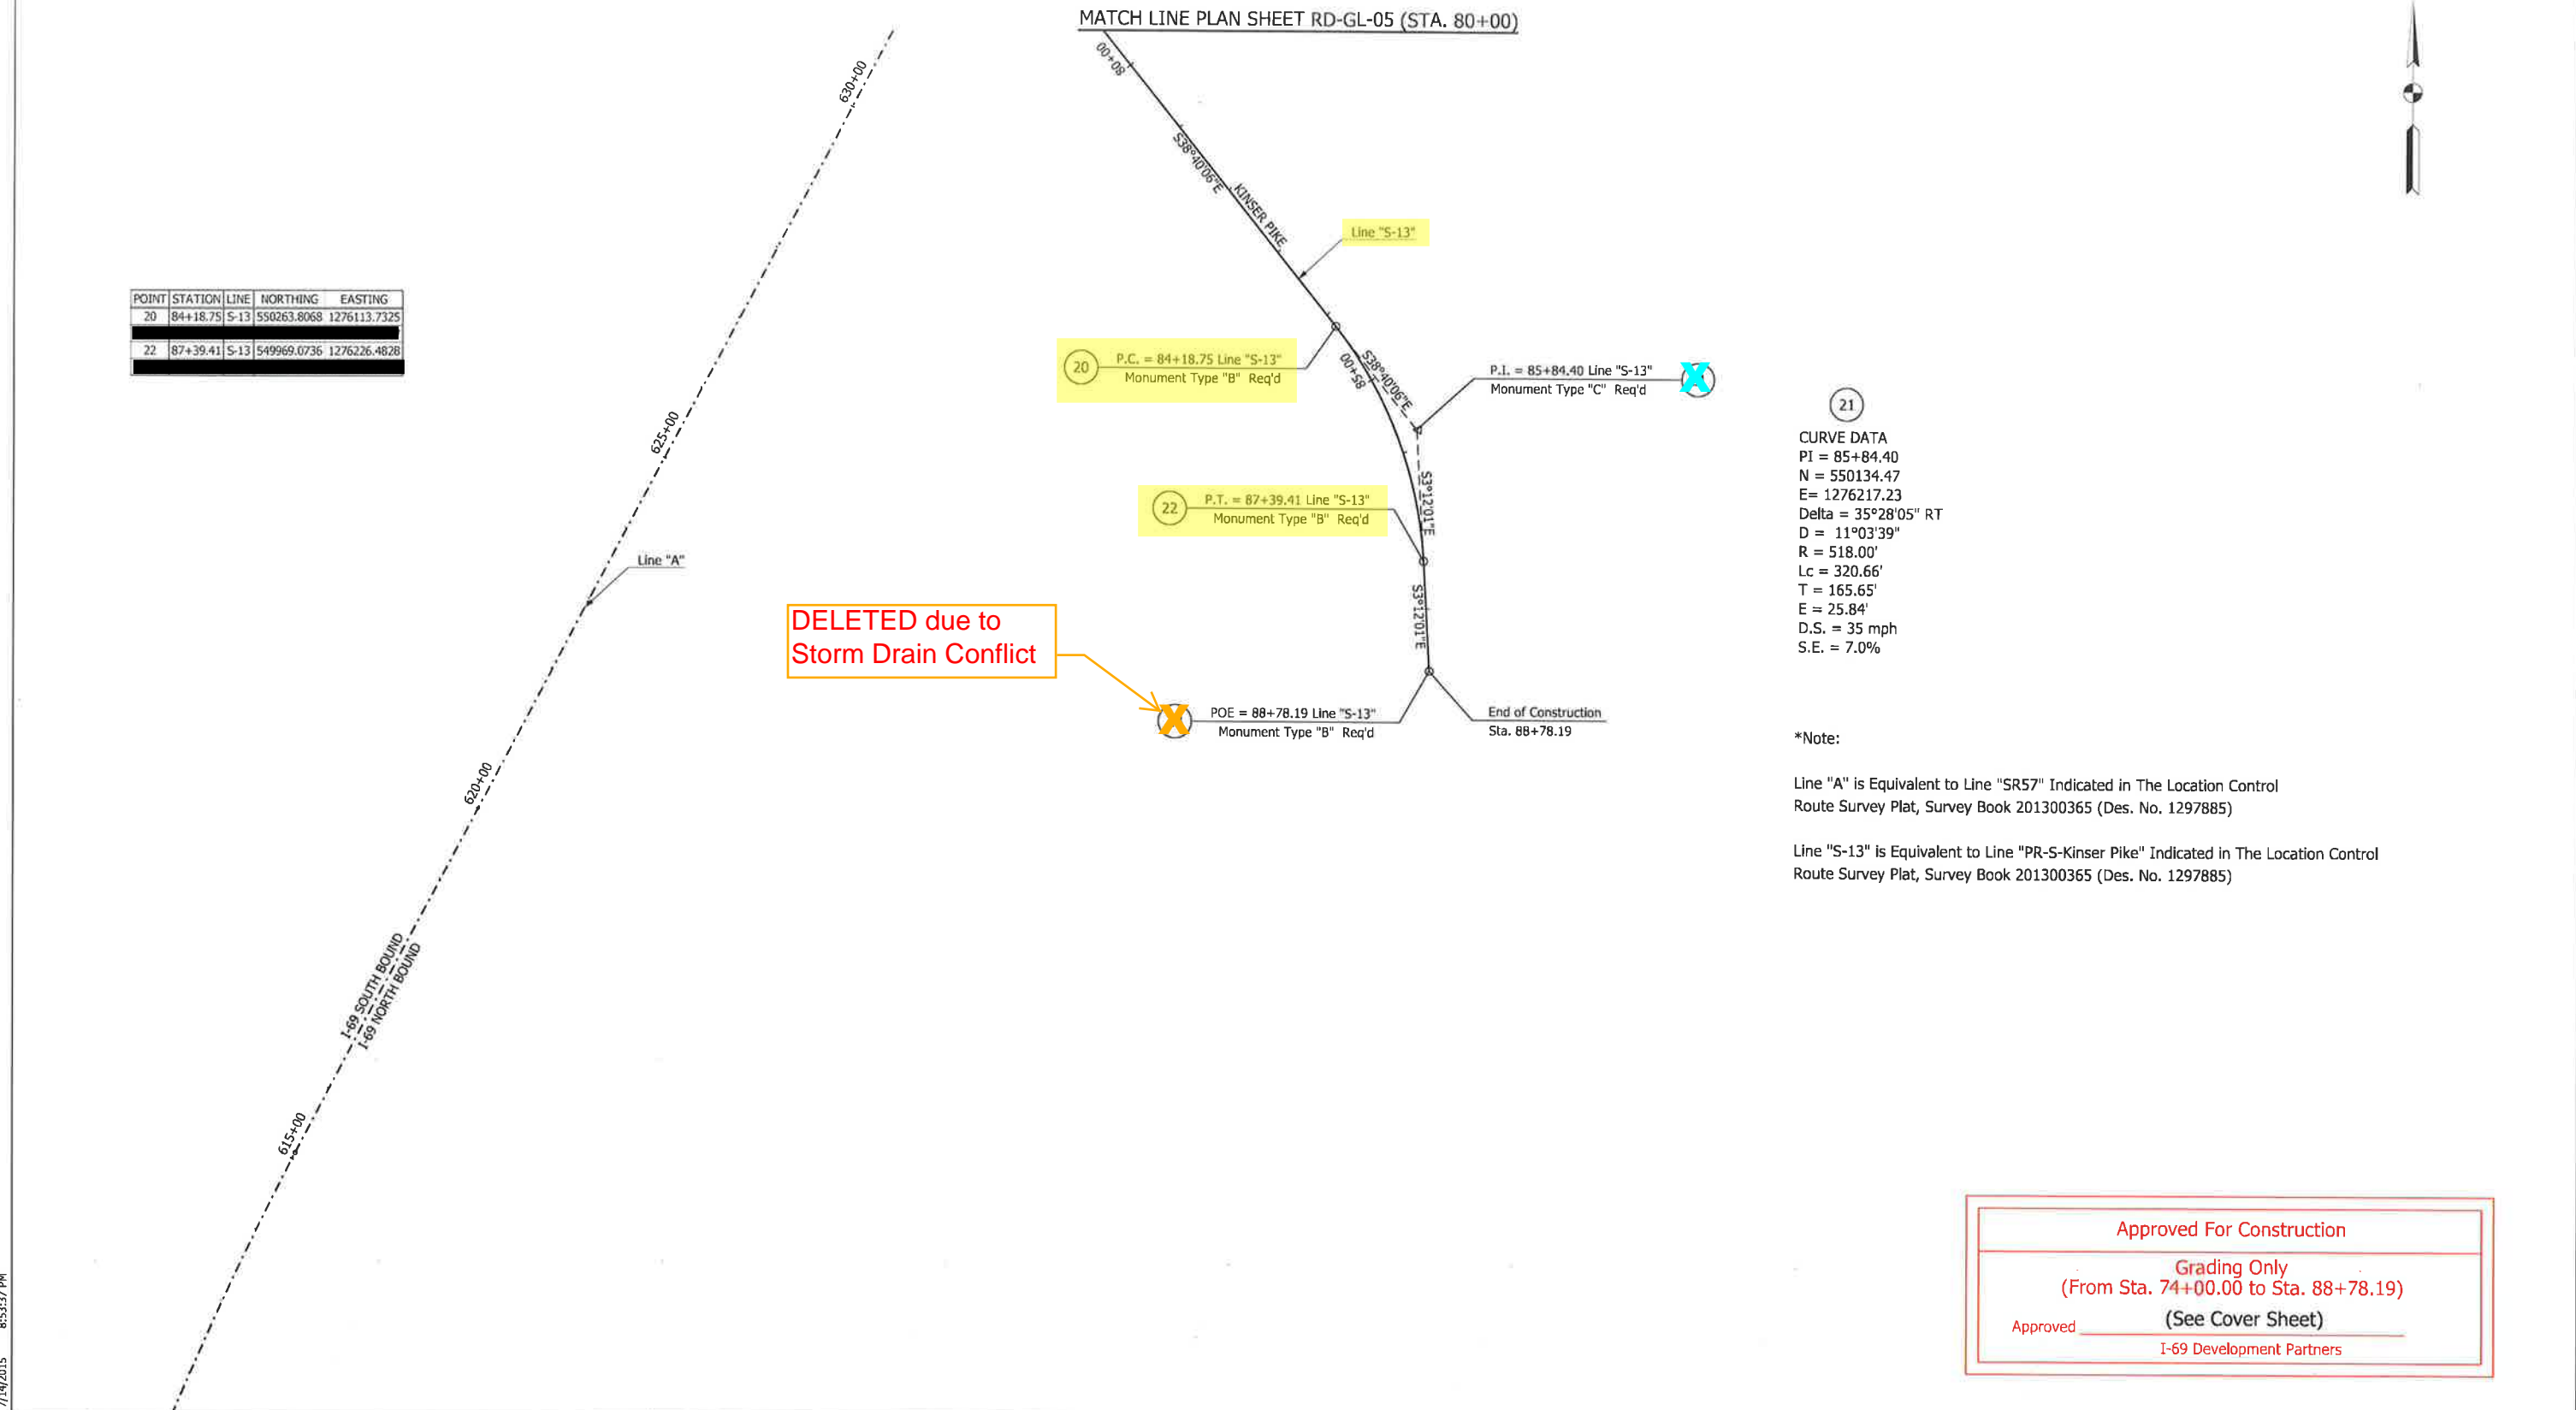 MATCH LINE PLAN SHEET RD-GL-05 (STA. 80+00)
80+00
S38°40'06"E
KINSER PIKE
Line "S-13"
630+00
625+00
620+00
615+00
Line "A"
I-69 SOUTH BOUND
I-69 NORTH BOUND
POINT STATION LINE NORTHING EASTING
20 84+18.75 S-13 550263.8068 1276113.7325
22 87+39.41 S-13 549969.0736 1276226.4828
20 P.C. = 84+18.75 Line "S-13"
Monument Type "B" Req'd
85+00
S38°40'06"E
P.I. = 85+84.40 Line "S-13"
Monument Type "C" Req'd
X
22 P.T. = 87+39.41 Line "S-13"
Monument Type "B" Req'd
S3°12'01"E
S3°12'01"E
DELETED due to
Storm Drain Conflict
X
POE = 88+78.19 Line "S-13"
Monument Type "B" Req'd
End of Construction
Sta. 88+78.19
21
CURVE DATA
PI = 85+84.40
N = 550134.47
E= 1276217.23
Delta = 35°28'05" RT
D = 11°03'39"
R = 518.00'
Lc = 320.66'
T = 165.65'
E = 25.84'
D.S. = 35 mph
S.E. = 7.0%
*Note:
Line "A" is Equivalent to Line "SR57" Indicated in The Location Control
Route Survey Plat, Survey Book 201300365 (Des. No. 1297885)
Line "S-13" is Equivalent to Line "PR-S-Kinser Pike" Indicated in The Location Control
Route Survey Plat, Survey Book 201300365 (Des. No. 1297885)
Approved For Construction
Grading Only
(From Sta. 74+00.00 to Sta. 88+78.19)
Approved (See Cover Sheet)
I-69 Development Partners
8:53:37 PM